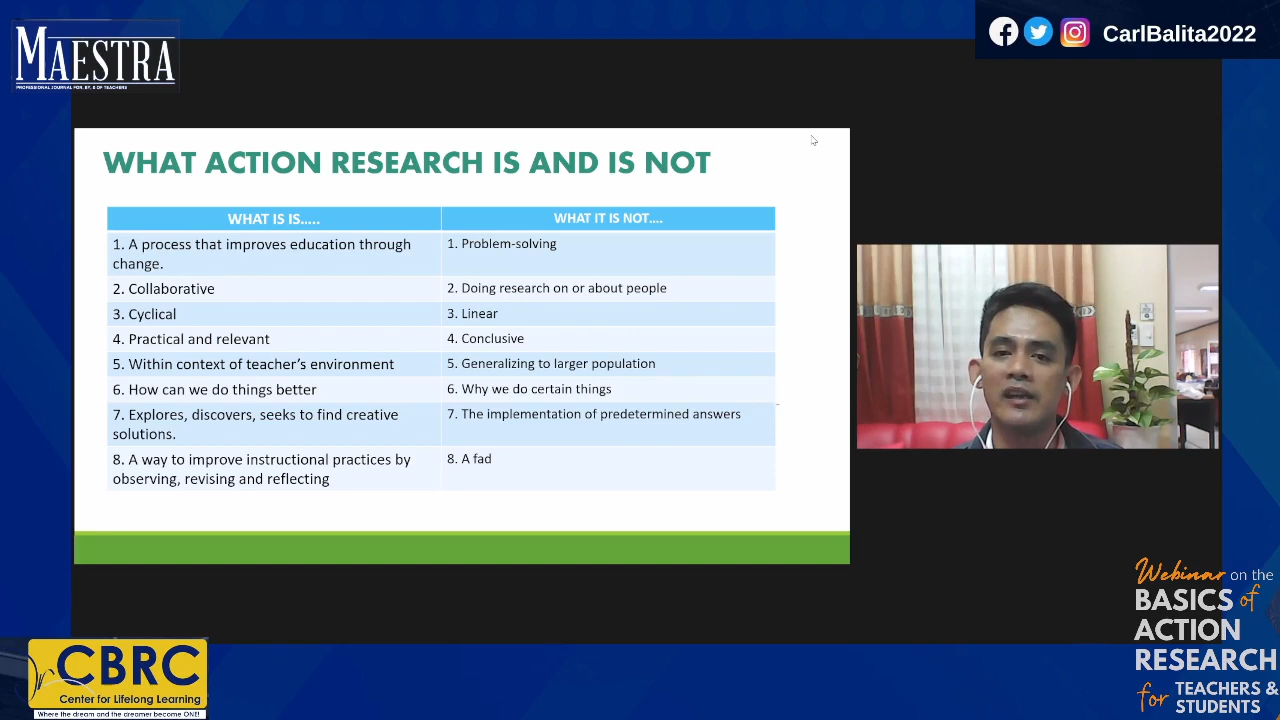 MAESTRA
PROFESSIONAL JOURNAL FOR, BY, & OF TEACHERS
CarlBalita2022
WHAT ACTION RESEARCH IS AND IS NOT
WHAT IS IS.....
WHAT IT IS NOT....
1. A process that improves education through
change.
1. Problem-solving
2. Collaborative
2. Doing research on or about people
3. Cyclical
3. Linear
4. Practical and relevant
4. Conclusive
5. Within context of teacher’s environment
5. Generalizing to larger population
6. How can we do things better
6. Why we do certain things
7. Explores, discovers, seeks to find creative
solutions.
7. The implementation of predetermined answers
8. A way to improve instructional practices by
observing, revising and reflecting
8. A fad
Webinar on the
BASICS of
ACTION
RESEARCH
for TEACHERS &
STUDENTS
CBRC
Center for Lifelong Learning
Where the dream and the dreamer become ONE!